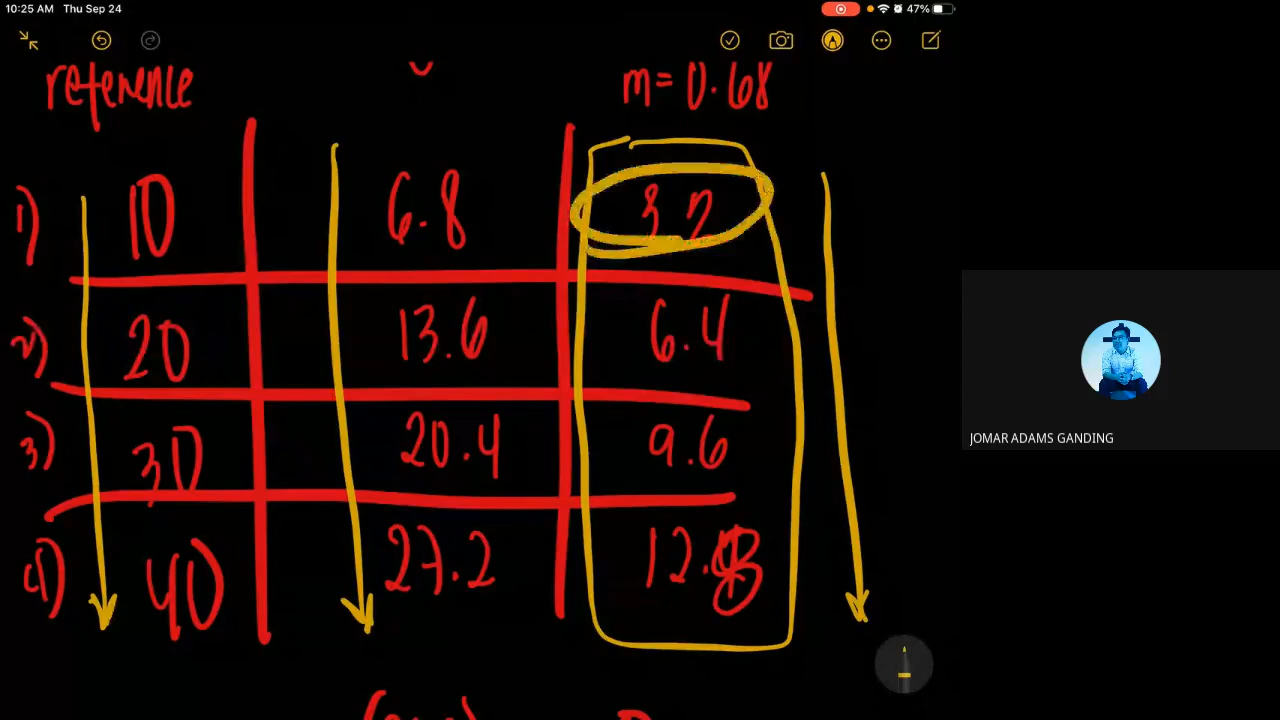 10:25 AM Thu Sep 24
47%
reference
m = 0.68
1) 10 6.8 3.2
2) 20 13.6 6.4
3) 30 20.4 9.6
4) 40 27.2 12.8
JOMAR ADAMS GANDING